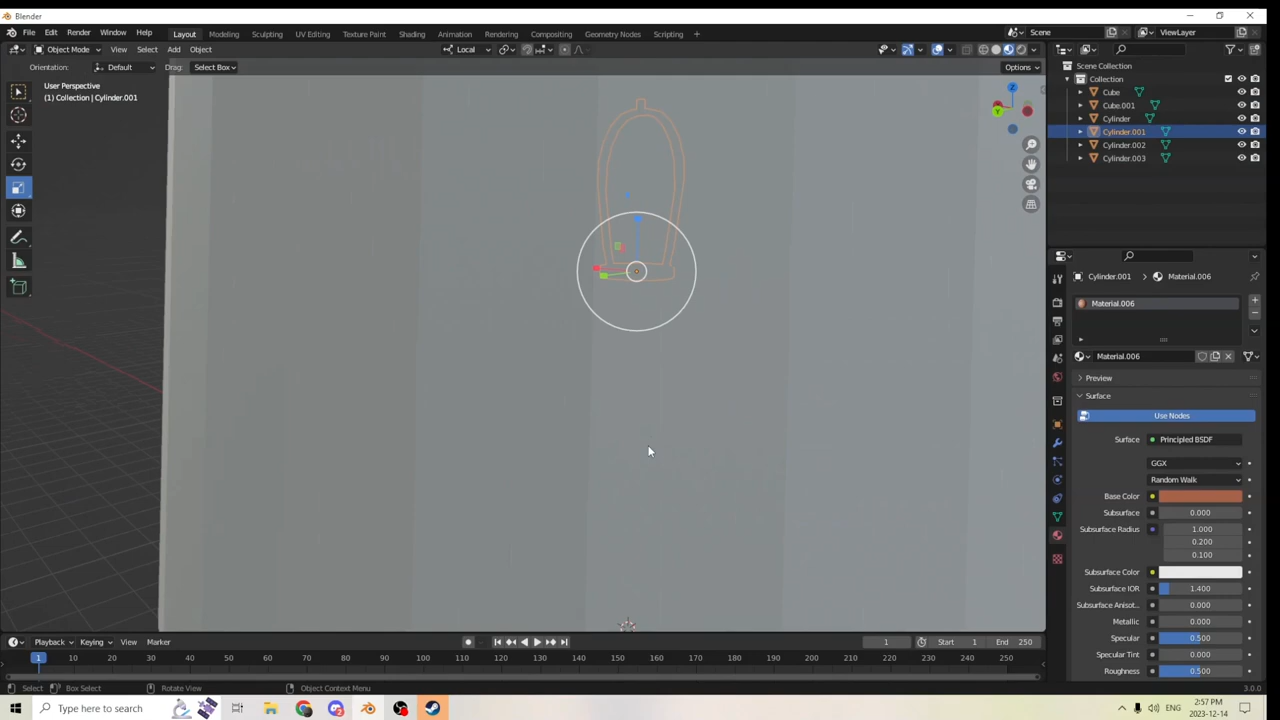 Blender
File Edit Render Window Help Layout Modeling Sculpting UV Editing Texture Paint Shading Animation Rendering Compositing Geometry Nodes Scripting + Scene ViewLayer
Object Mode View Select Add Object Local
Orientation: Default Drag: Select Box Options
User Perspective
(1) Collection | Cylinder.001
Z
Y
Scene Collection
Collection
Cube
Cube.001
Cylinder
Cylinder.001
Cylinder.002
Cylinder.003
Cylinder.001 Material.006
Material.006
Material.006
Preview
Surface
Use Nodes
Surface Principled BSDF
GGX
Random Walk
Base Color
Subsurface 0.000
Subsurface Radius 1.000
0.200
0.100
Subsurface Color
Subsurface IOR 1.400
Subsurface Anisot... 0.000
Metallic 0.000
Specular 0.500
Specular Tint 0.000
Roughness 0.500
Playback Keying View Marker 1 Start 1 End 250
1 10 20 30 40 50 60 70 80 90 100 110 120 130 140 150 160 170 180 190 200 210 220 230 240 250
Select Box Select Rotate View Object Context Menu 3.0.0
Type here to search ENG 2:57 PM
2023-12-14